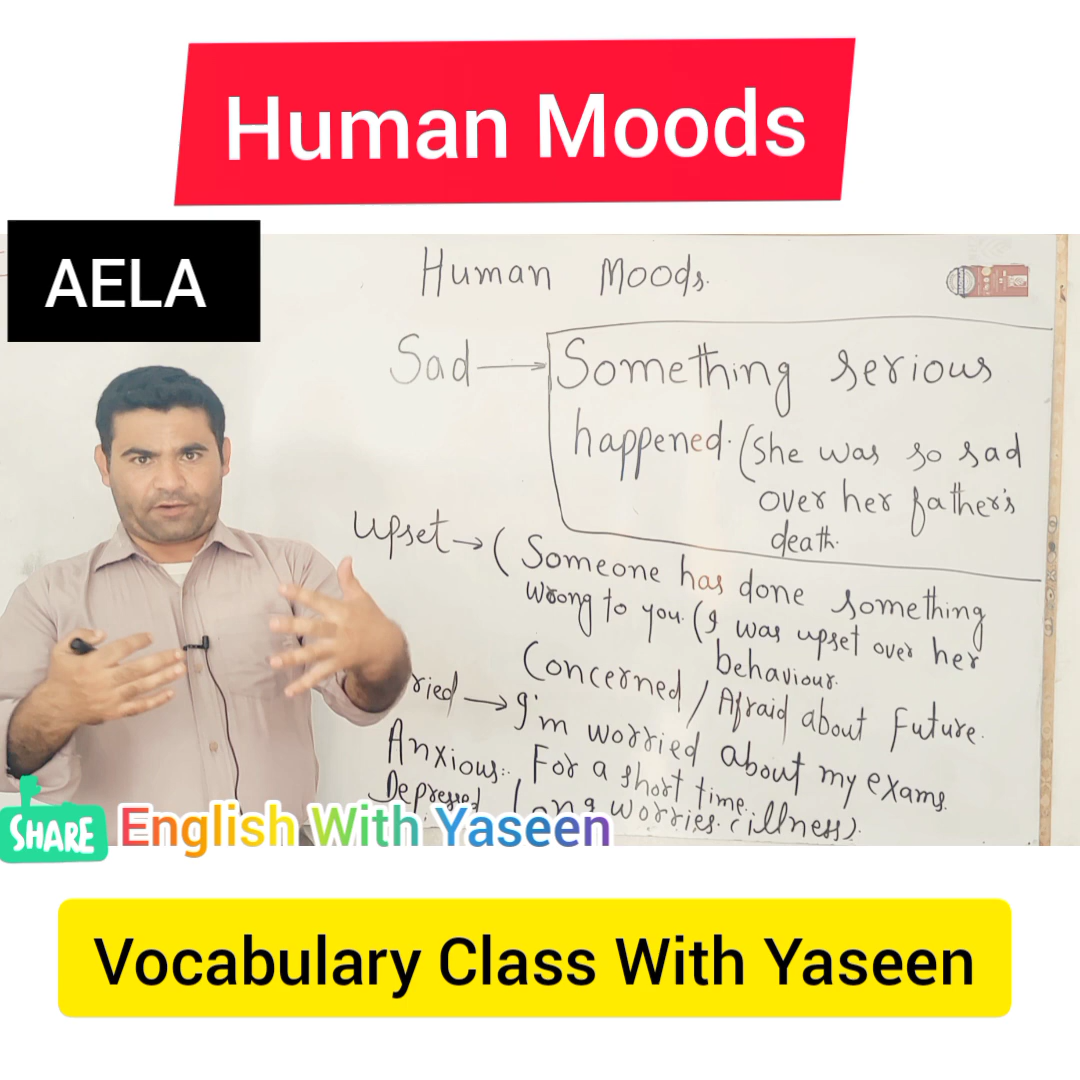 Human Moods
AELA
Human Moods.
Sad → Something serious
happened. (She was so sad
over her father's
death.
upset → ( Someone has done something
wrong to you. (I was upset over her
behaviour.
Concerned / Afraid about Future.
ried → I'm worried about my exams.
Anxious:- For a short time.
Depressed Long worries. (illness).
SHARE English With Yaseen
Vocabulary Class With Yaseen